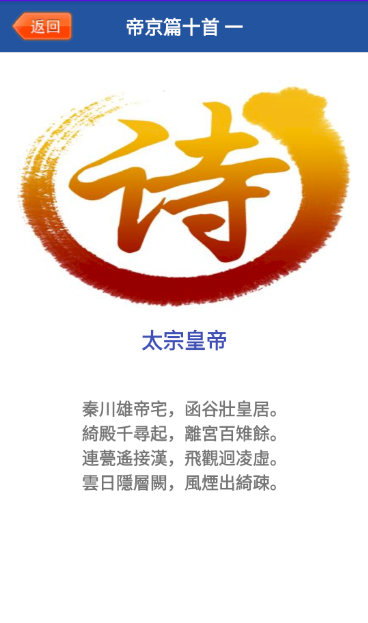 返回
帝京篇十首 一
诗
太宗皇帝
秦川雄帝宅，函谷壯皇居。
綺殿千尋起，離宮百雉餘。
連甍遙接漢，飛觀迥凌虛。
雲日隱層闕，風煙出綺疎。